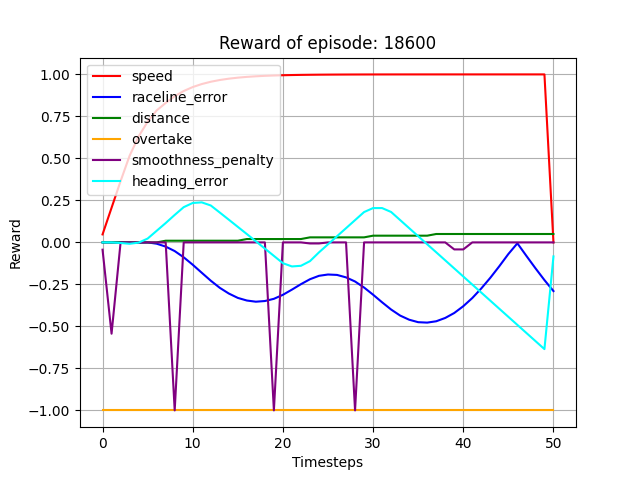 Reward of episode: 18600
1.00
0.75
0.50
0.25
0.00
−0.25
−0.50
−0.75
−1.00
Reward
speed
raceline_error
distance
overtake
smoothness_penalty
heading_error
0 10 20 30 40 50
Timesteps